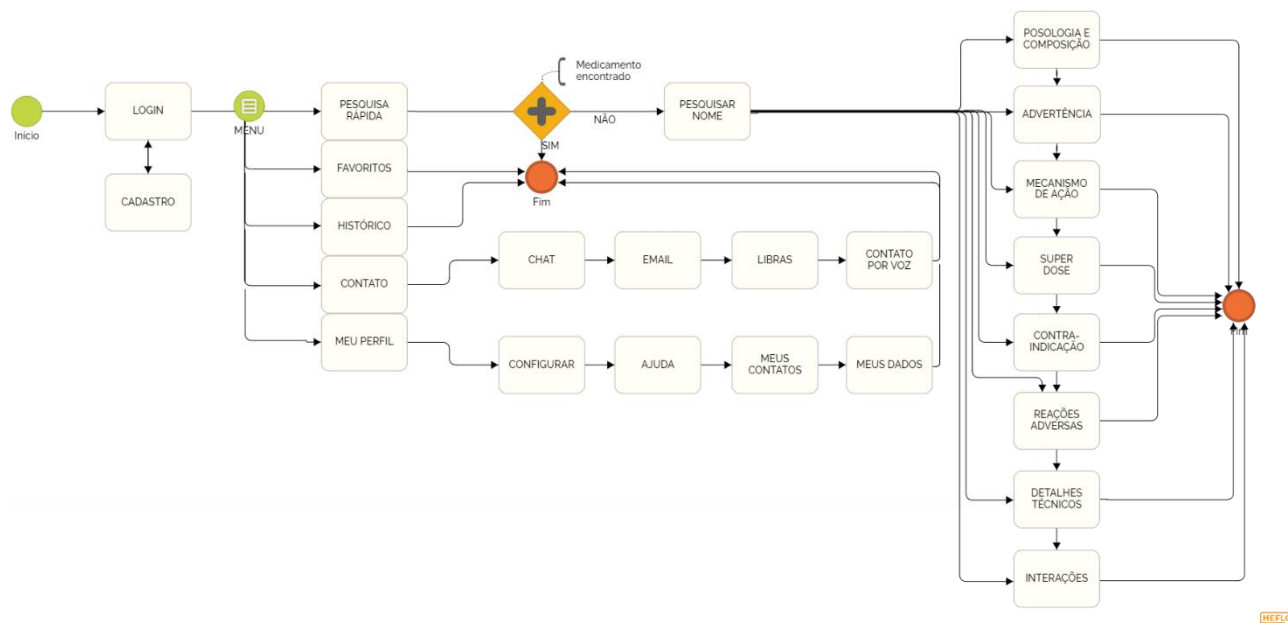 Início
LOGIN
CADASTRO
MENU
PESQUISA
RÁPIDA
FAVORITOS
HISTÓRICO
CONTATO
MEU PERFIL
Medicamento
encontrado
NÃO
SIM
Fim
PESQUISAR
NOME
CHAT
EMAIL
LIBRAS
CONTATO
POR VOZ
CONFIGURAR
AJUDA
MEUS
CONTATOS
MEUS DADOS
POSOLOGIA E
COMPOSIÇÃO
ADVERTÊNCIA
MECANISMO
DE AÇÃO
SUPER
DOSE
CONTRA-
INDICAÇÃO
REAÇÕES
ADVERSAS
DETALHES
TÉCNICOS
INTERAÇÕES
Fim